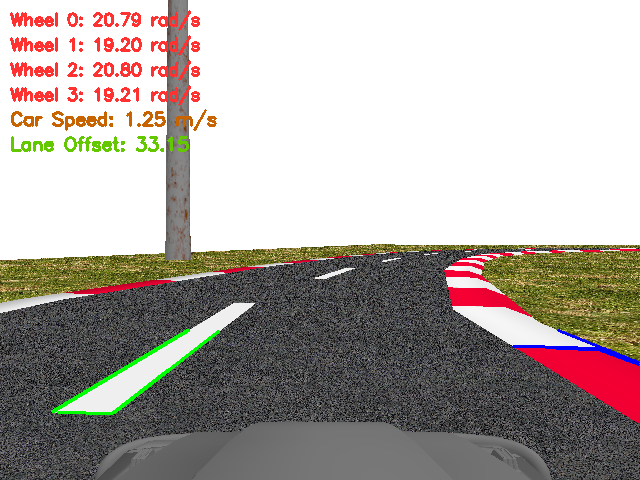 Wheel 0: 20.79 rad/s
Wheel 1: 19.20 rad/s
Wheel 2: 20.80 rad/s
Wheel 3: 19.21 rad/s
Car Speed: 1.25 m/s
Lane Offset: 33.15